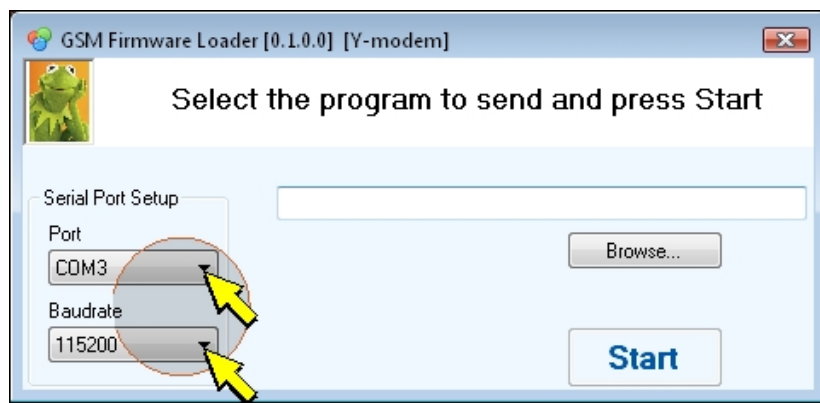 GSM Firmware Loader [0.1.0.0] [Y-modem]
Select the program to send and press Start
Serial Port Setup
Port
COM3
Browse...
Baudrate
115200
Start